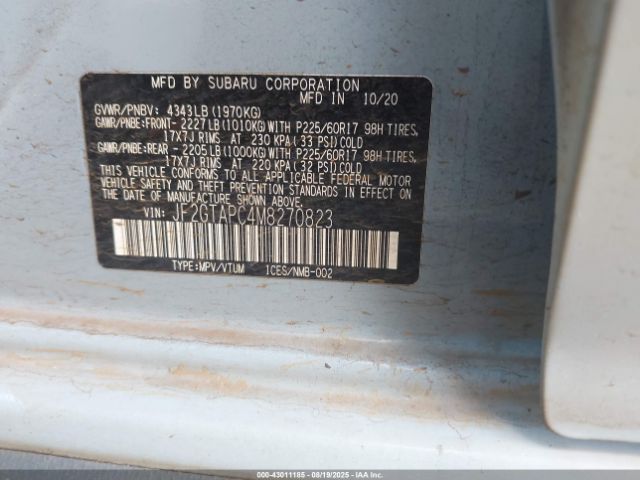 MFD BY SUBARU CORPORATION
MFD IN 10/20
GVWR/PNBV: 4343LB(1970KG)
GAWR/PNBE:FRONT- 2227LB(1010KG)WITH P225/60R17 98H TIRES,
17X7J RIMS AT 230 KPA(33 PSI)COLD
GAWR/PNBE:REAR - 2205LB(1000KG)WITH P225/60R17 98H TIRES,
17X7J RIMS AT 220 KPA(32 PSI)COLD
THIS VEHICLE CONFORMS TO ALL APPLICABLE FEDERAL MOTOR
VEHICLE SAFETY AND THEFT PREVENTION STANDARDS IN EFFECT ON
THE DATE OF MANUFACTURE SHOWN ABOVE.
VIN: JF2GTAPC4M8270823
TYPE:MPV/VTUM ICES/NMB-002
000-43011185 - 08/19/2025 - IAAI.COM